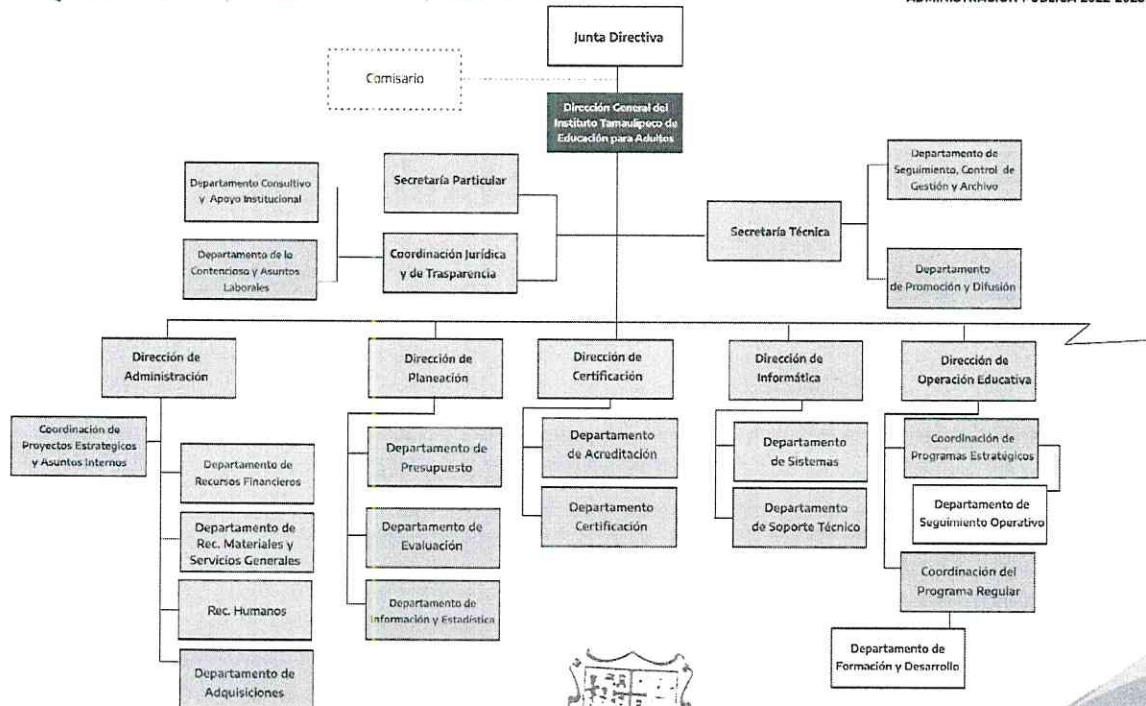 Junta Directiva
Comisario
Dirección General del
Instituto Tamaulipeco de
Educación para Adultos
Departamento Consultivo
y Apoyo Institucional
Secretaría Particular
Departamento de
Seguimiento, Control de
Gestión y Archivo
Secretaría Técnica
Departamento de lo
Contencioso y Asuntos
Laborales
Coordinación Jurídica
y de Trasparencia
Departamento
de Promoción y Difusión
Dirección de
Administración
Dirección de
Planeación
Dirección de
Certificación
Dirección de
Informática
Dirección de
Operación Educativa
Coordinación de
Proyectos Estrategicos
y Asuntos Internos
Departamento de
Recursos Financieros
Departamento de
Rec. Materiales y
Servicios Generales
Rec. Humanos
Departamento de
Adquisiciones
Departamento de
Presupuesto
Departamento de
Evaluación
Departamento de
Información y Estadística
Departamento
de Acreditación
Departamento
Certificación
Departamento
de Sistemas
Departamento
de Soporte Técnico
Coordinación de
Programas Estratégicos
Departamento de
Seguimiento Operativo
Coordinación del
Programa Regular
Departamento de
Formación y Desarrollo